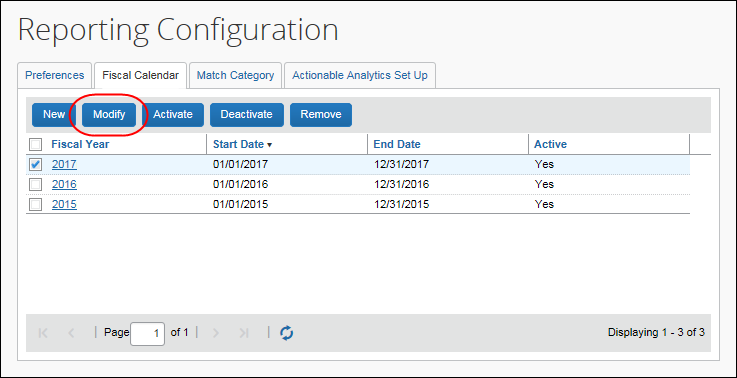 Reporting Configuration
Preferences Fiscal Calendar Match Category Actionable Analytics Set Up
New Modify Activate Deactivate Remove
Fiscal Year Start Date End Date Active
2017 01/01/2017 12/31/2017 Yes
2016 01/01/2016 12/31/2016 Yes
2015 01/01/2015 12/31/2015 Yes
Page 1 of 1 Displaying 1 - 3 of 3